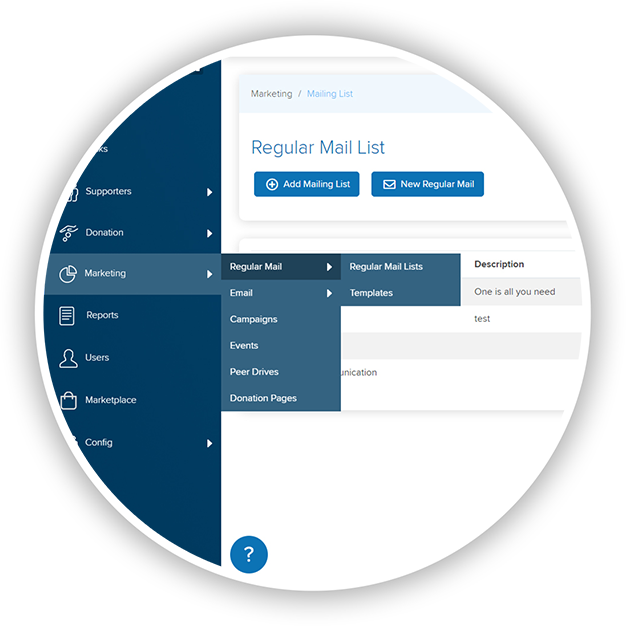 Marketing / Mailing List
Regular Mail List
Add Mailing List
New Regular Mail
Supporters
Donation
Marketing
Reports
Users
Marketplace
Config
Regular Mail
Email
Campaigns
Events
Peer Drives
Donation Pages
Regular Mail Lists
Templates
Description
One is all you need
test
?